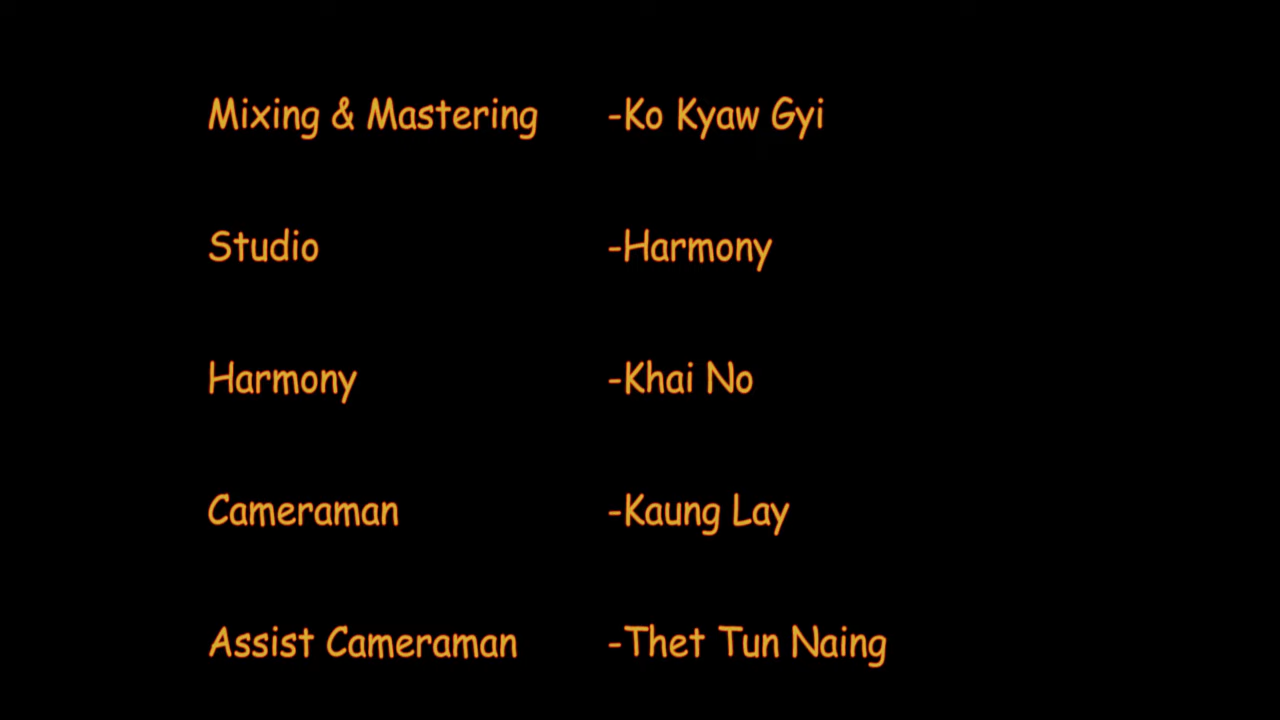 Mixing & Mastering -Ko Kyaw Gyi
Studio -Harmony
Harmony -Khai No
Cameraman -Kaung Lay
Assist Cameraman -Thet Tun Naing